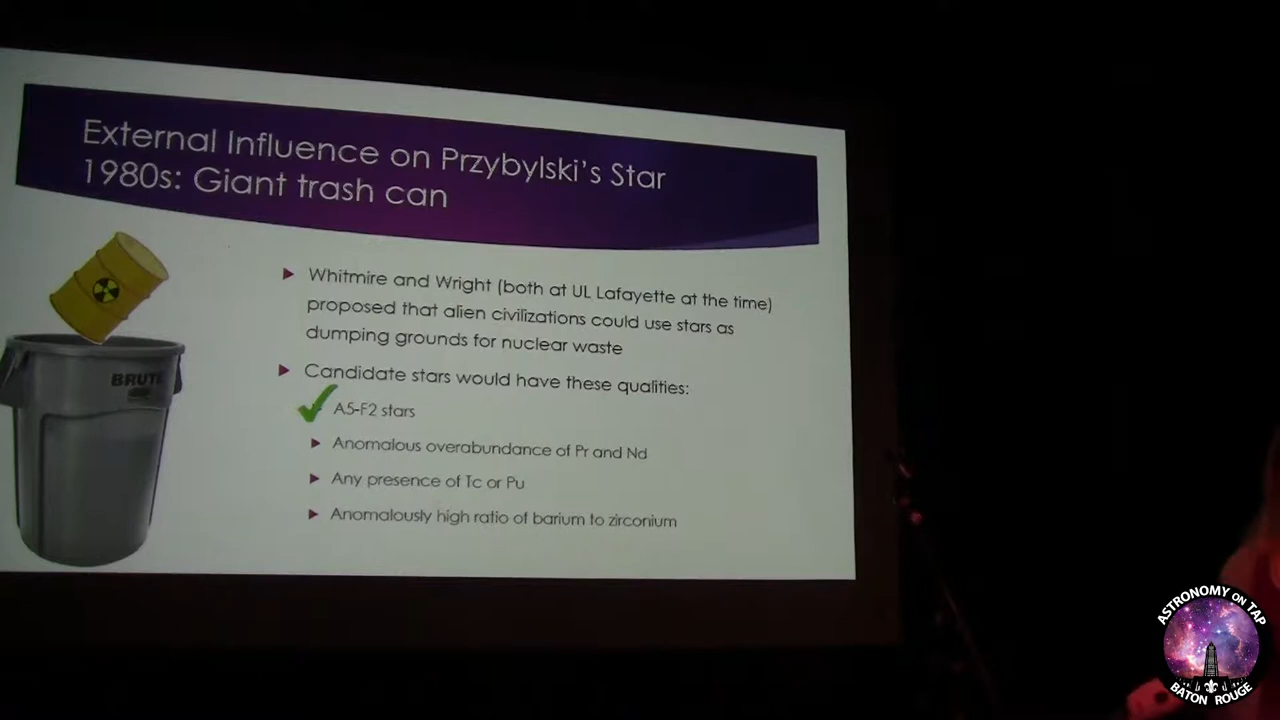 External Influence on Przybylski's Star
1980s: Giant trash can
Whitmire and Wright (both at UL Lafayette at the time)
proposed that alien civilizations could use stars as
dumping grounds for nuclear waste
Candidate stars would have these qualities:
A5-F2 stars
Anomalous overabundance of Pr and Nd
Any presence of Tc or Pu
Anomalously high ratio of barium to zirconium
BRUTE
ASTRONOMY ON TAP
BATON ROUGE